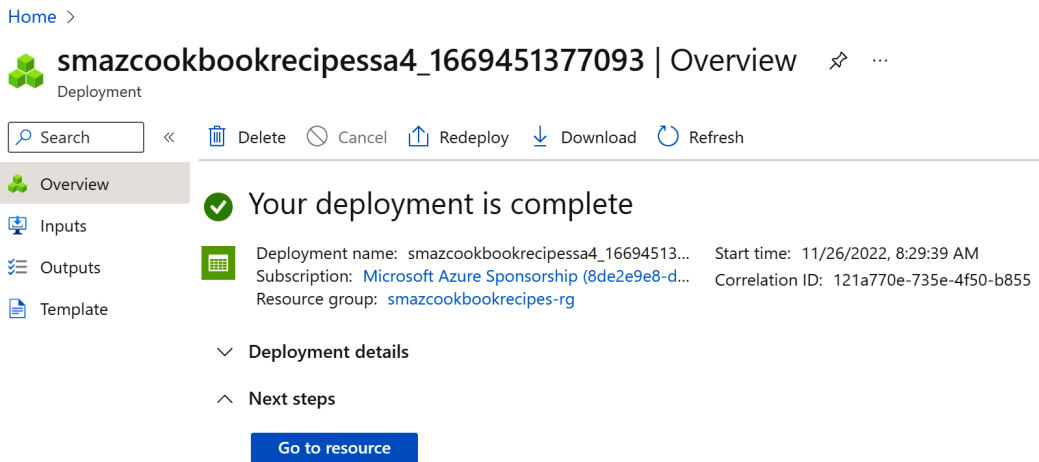 Home >
smazcookbookrecipessa4_1669451377093 | Overview ...
Deployment
Search «
Delete Cancel Redeploy Download Refresh
Overview
Inputs
Outputs
Template
Your deployment is complete
Deployment name: smazcookbookrecipessa4_16694513...
Subscription: Microsoft Azure Sponsorship (8de2e9e8-d...
Resource group: smazcookbookrecipes-rg
Start time: 11/26/2022, 8:29:39 AM
Correlation ID: 121a770e-735e-4f50-b855
Deployment details
Next steps
Go to resource